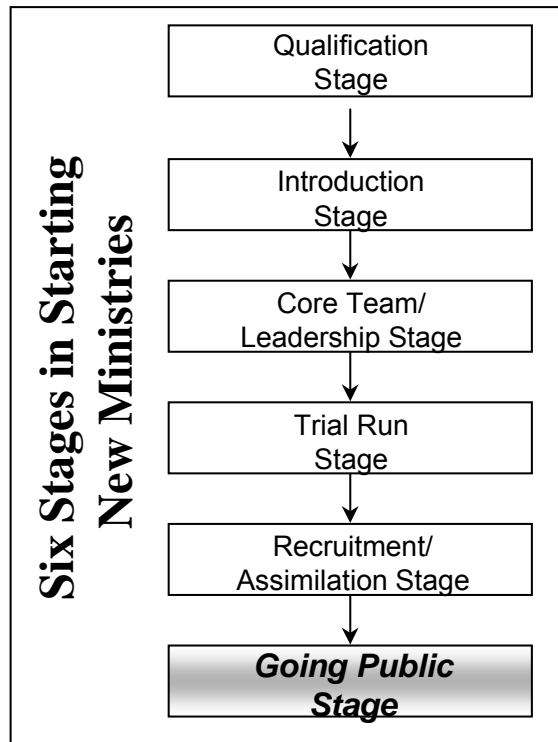 Six Stages in Starting
New Ministries
Qualification
Stage
Introduction
Stage
Core Team/
Leadership Stage
Trial Run
Stage
Recruitment/
Assimilation Stage
Going Public
Stage